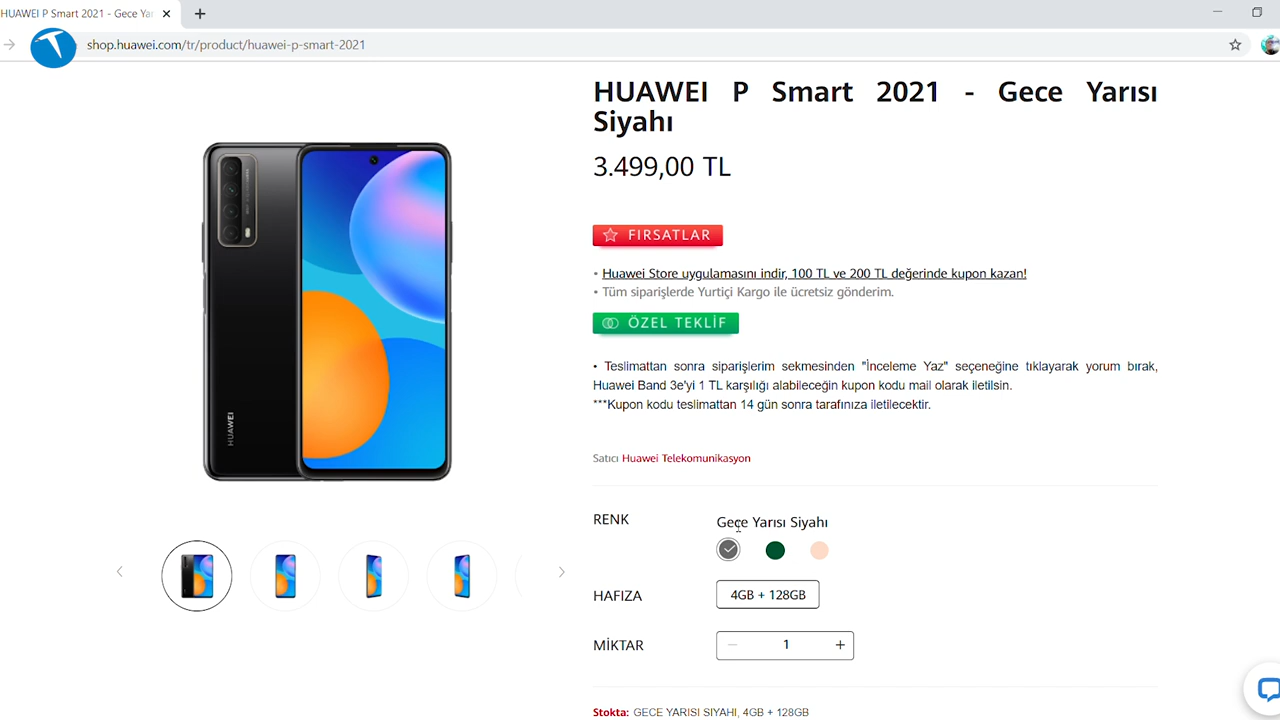 HUAWEI P Smart 2021 - Gece Ya
shop.huawei.com/tr/product/huawei-p-smart-2021
HUAWEI P Smart 2021 - Gece Yarısı
Siyahı
3.499,00 TL
FIRSATLAR
• Huawei Store uygulamasını indir, 100 TL ve 200 TL değerinde kupon kazan!
• Tüm siparişlerde Yurtiçi Kargo ile ücretsiz gönderim.
ÖZEL TEKLİF
• Teslimattan sonra siparişlerim sekmesinden "İnceleme Yaz" seçeneğine tıklayarak yorum bırak,
Huawei Band 3e'yi 1 TL karşılığı alabileceğin kupon kodu mail olarak iletilsin.
***Kupon kodu teslimattan 14 gün sonra tarafınıza iletilecektir.
Satıcı Huawei Telekomunikasyon
HUAWEI
RENK
Gece Yarısı Siyahı
HAFIZA
4GB + 128GB
MİKTAR
− 1 +
Stokta: GECE YARISI SIYAHI, 4GB + 128GB